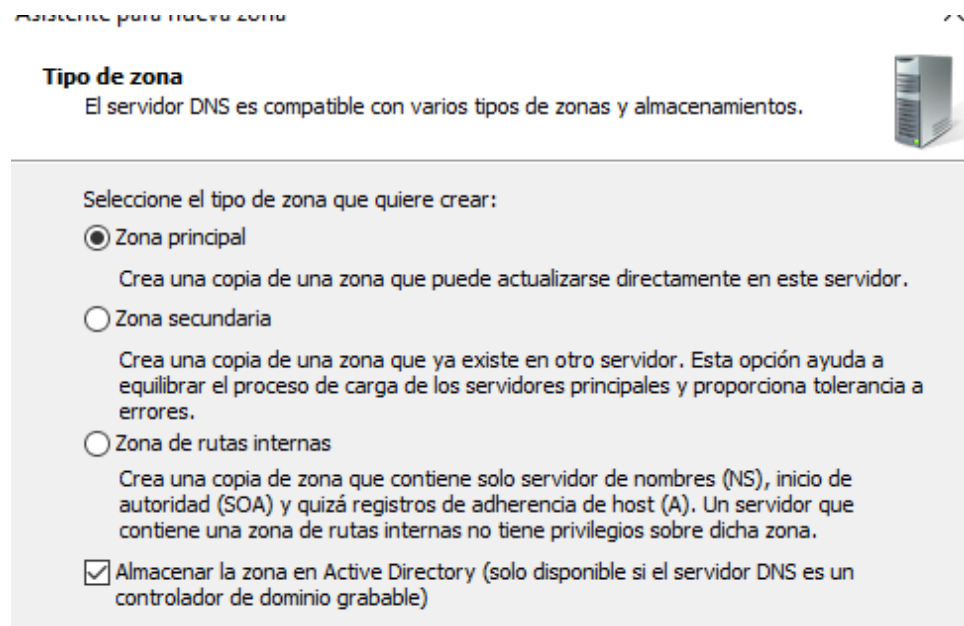 Asistente para nueva zona
Tipo de zona
El servidor DNS es compatible con varios tipos de zonas y almacenamientos.
Seleccione el tipo de zona que quiere crear:
Zona principal
Crea una copia de una zona que puede actualizarse directamente en este servidor.
Zona secundaria
Crea una copia de una zona que ya existe en otro servidor. Esta opción ayuda a
equilibrar el proceso de carga de los servidores principales y proporciona tolerancia a
errores.
Zona de rutas internas
Crea una copia de zona que contiene solo servidor de nombres (NS), inicio de
autoridad (SOA) y quizá registros de adherencia de host (A). Un servidor que
contiene una zona de rutas internas no tiene privilegios sobre dicha zona.
Almacenar la zona en Active Directory (solo disponible si el servidor DNS es un
controlador de dominio grabable)